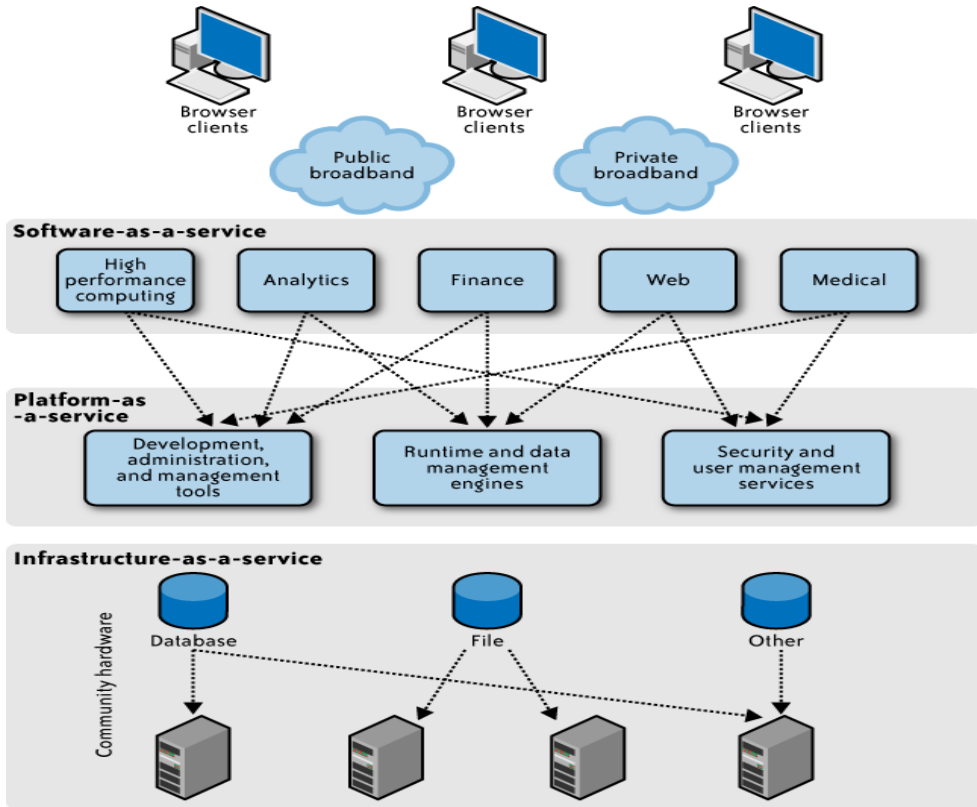 Browser
clients
Browser
clients
Browser
clients
Public
broadband
Private
broadband
Software-as-a-service
High
performance
computing
Analytics
Finance
Web
Medical
Platform-as
-a-service
Development,
administration,
and management
tools
Runtime and data
management
engines
Security and
user management
services
Infrastructure-as-a-service
Community hardware
Database
File
Other